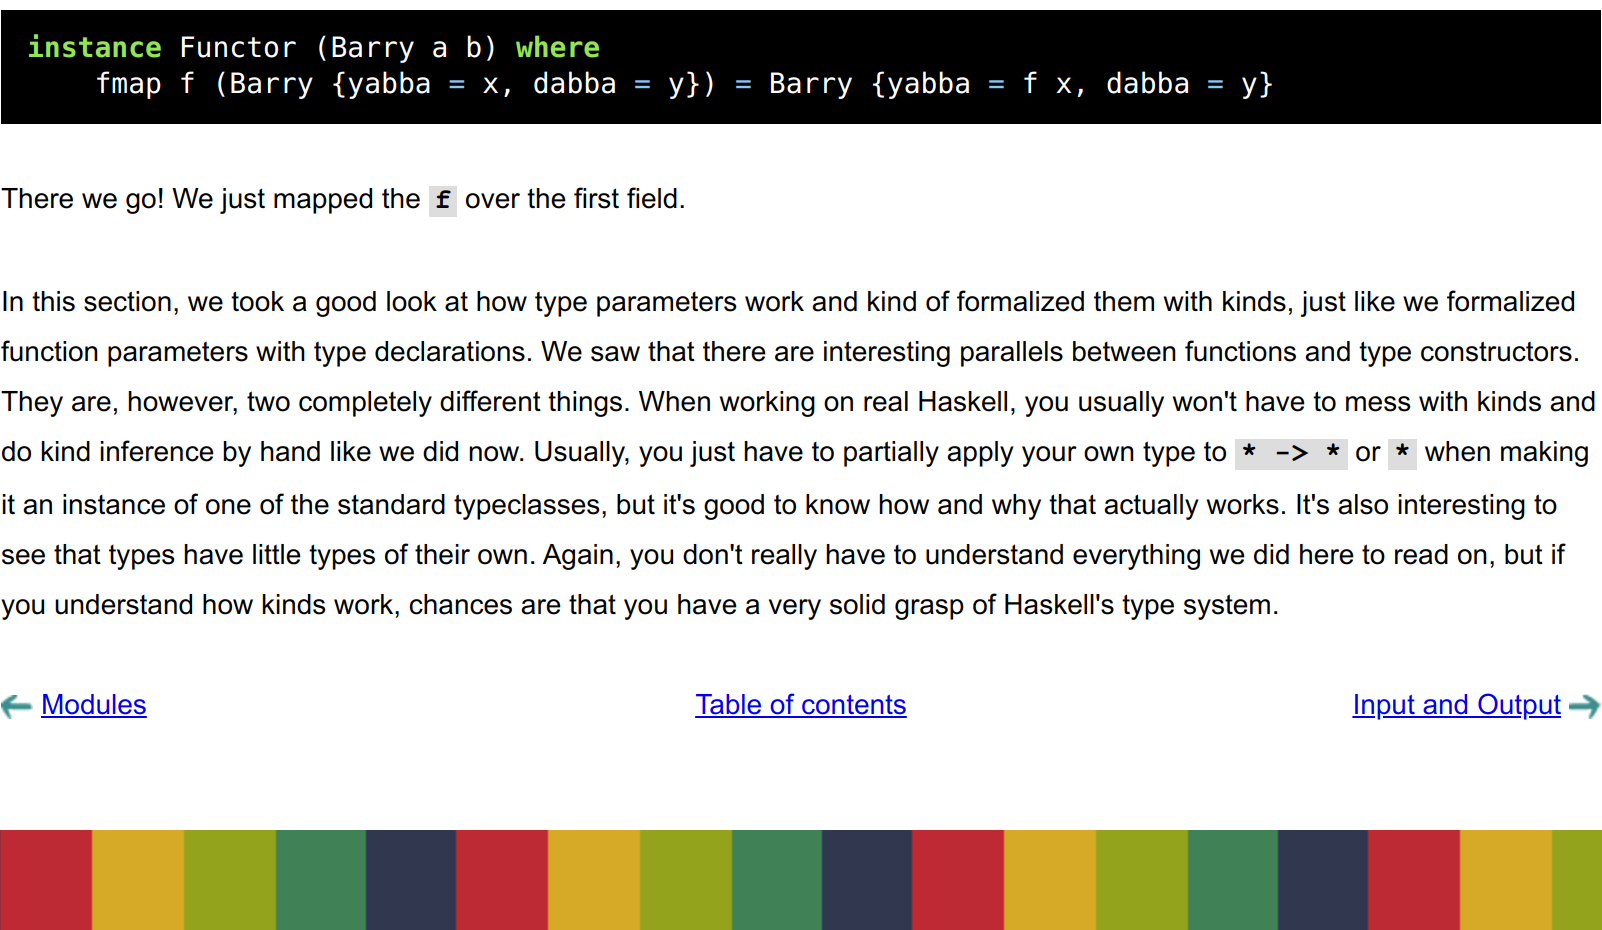 instance Functor (Barry a b) where
    fmap f (Barry {yabba = x, dabba = y}) = Barry {yabba = f x, dabba = y}
There we go! We just mapped the f over the first field.
In this section, we took a good look at how type parameters work and kind of formalized them with kinds, just like we formalized
function parameters with type declarations. We saw that there are interesting parallels between functions and type constructors.
They are, however, two completely different things. When working on real Haskell, you usually won't have to mess with kinds and
do kind inference by hand like we did now. Usually, you just have to partially apply your own type to * -> * or * when making
it an instance of one of the standard typeclasses, but it's good to know how and why that actually works. It's also interesting to
see that types have little types of their own. Again, you don't really have to understand everything we did here to read on, but if
you understand how kinds work, chances are that you have a very solid grasp of Haskell's type system.
Modules Table of contents Input and Output